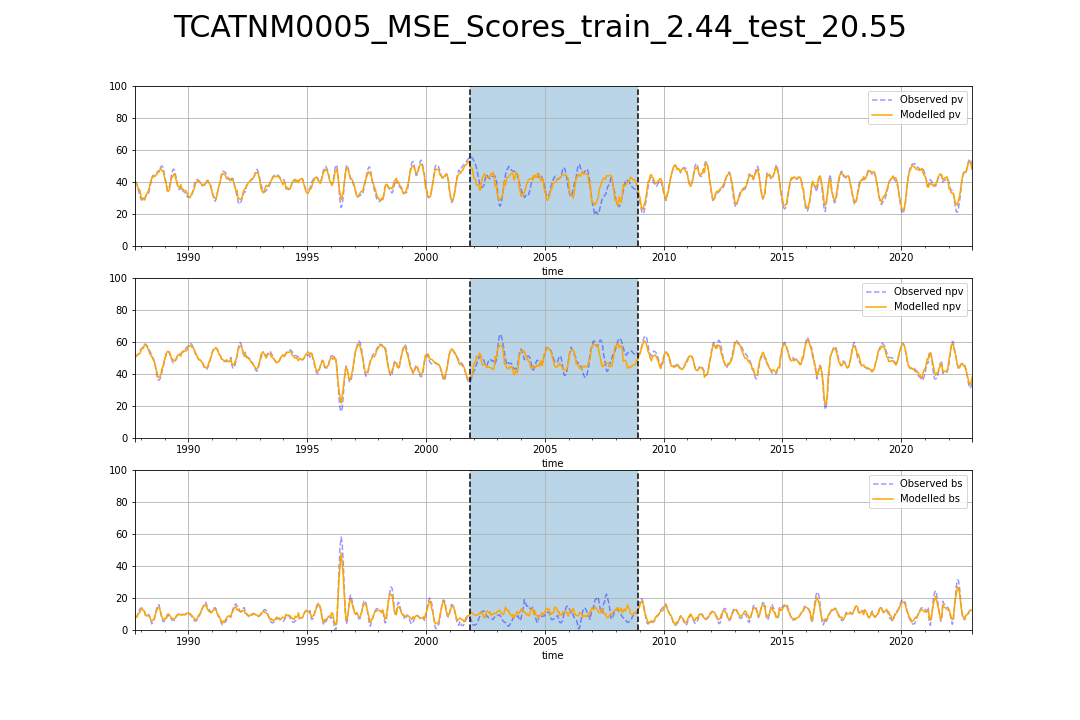 TCATNM0005_MSE_Scores_train_2.44_test_20.55
100
80
60
40
20
0
Observed pv
Modelled pv
1990 1995 2000 2005 2010 2015 2020
time
100
80
60
40
20
0
Observed npv
Modelled npv
1990 1995 2000 2005 2010 2015 2020
time
100
80
60
40
20
0
Observed bs
Modelled bs
1990 1995 2000 2005 2010 2015 2020
time